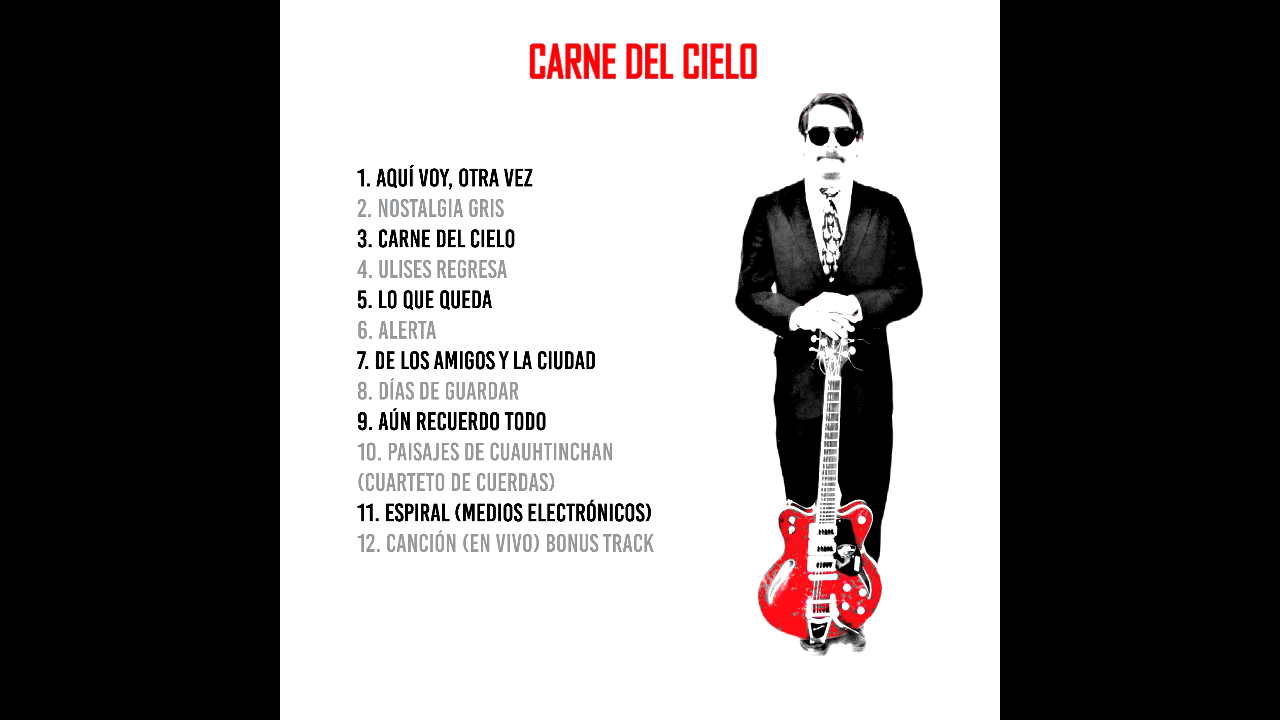 CARNE DEL CIELO
1. AQUÍ VOY, OTRA VEZ
2. NOSTALGIA GRIS
3. CARNE DEL CIELO
4. ULISES REGRESA
5. LO QUE QUEDA
6. ALERTA
7. DE LOS AMIGOS Y LA CIUDAD
8. DÍAS DE GUARDAR
9. AÚN RECUERDO TODO
10. PAISAJES DE CUAUHTINCHAN
(CUARTETO DE CUERDAS)
11. ESPIRAL (MEDIOS ELECTRÓNICOS)
12. CANCIÓN (EN VIVO) BONUS TRACK